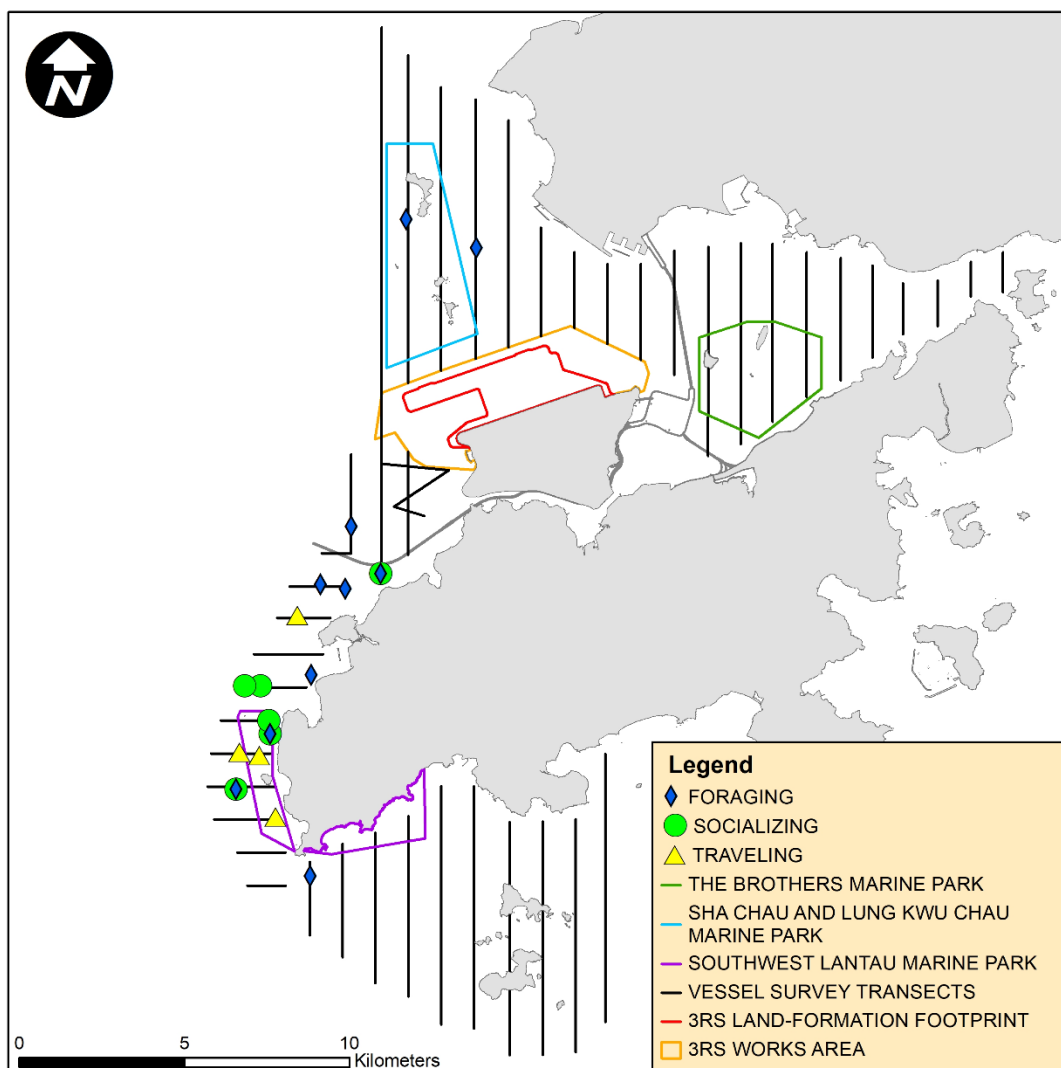 N
Legend
FORAGING
SOCIALIZING
TRAVELING
THE BROTHERS MARINE PARK
SHA CHAU AND LUNG KWU CHAU
MARINE PARK
SOUTHWEST LANTAU MARINE PARK
VESSEL SURVEY TRANSECTS
3RS LAND-FORMATION FOOTPRINT
3RS WORKS AREA
0 5 10
Kilometers